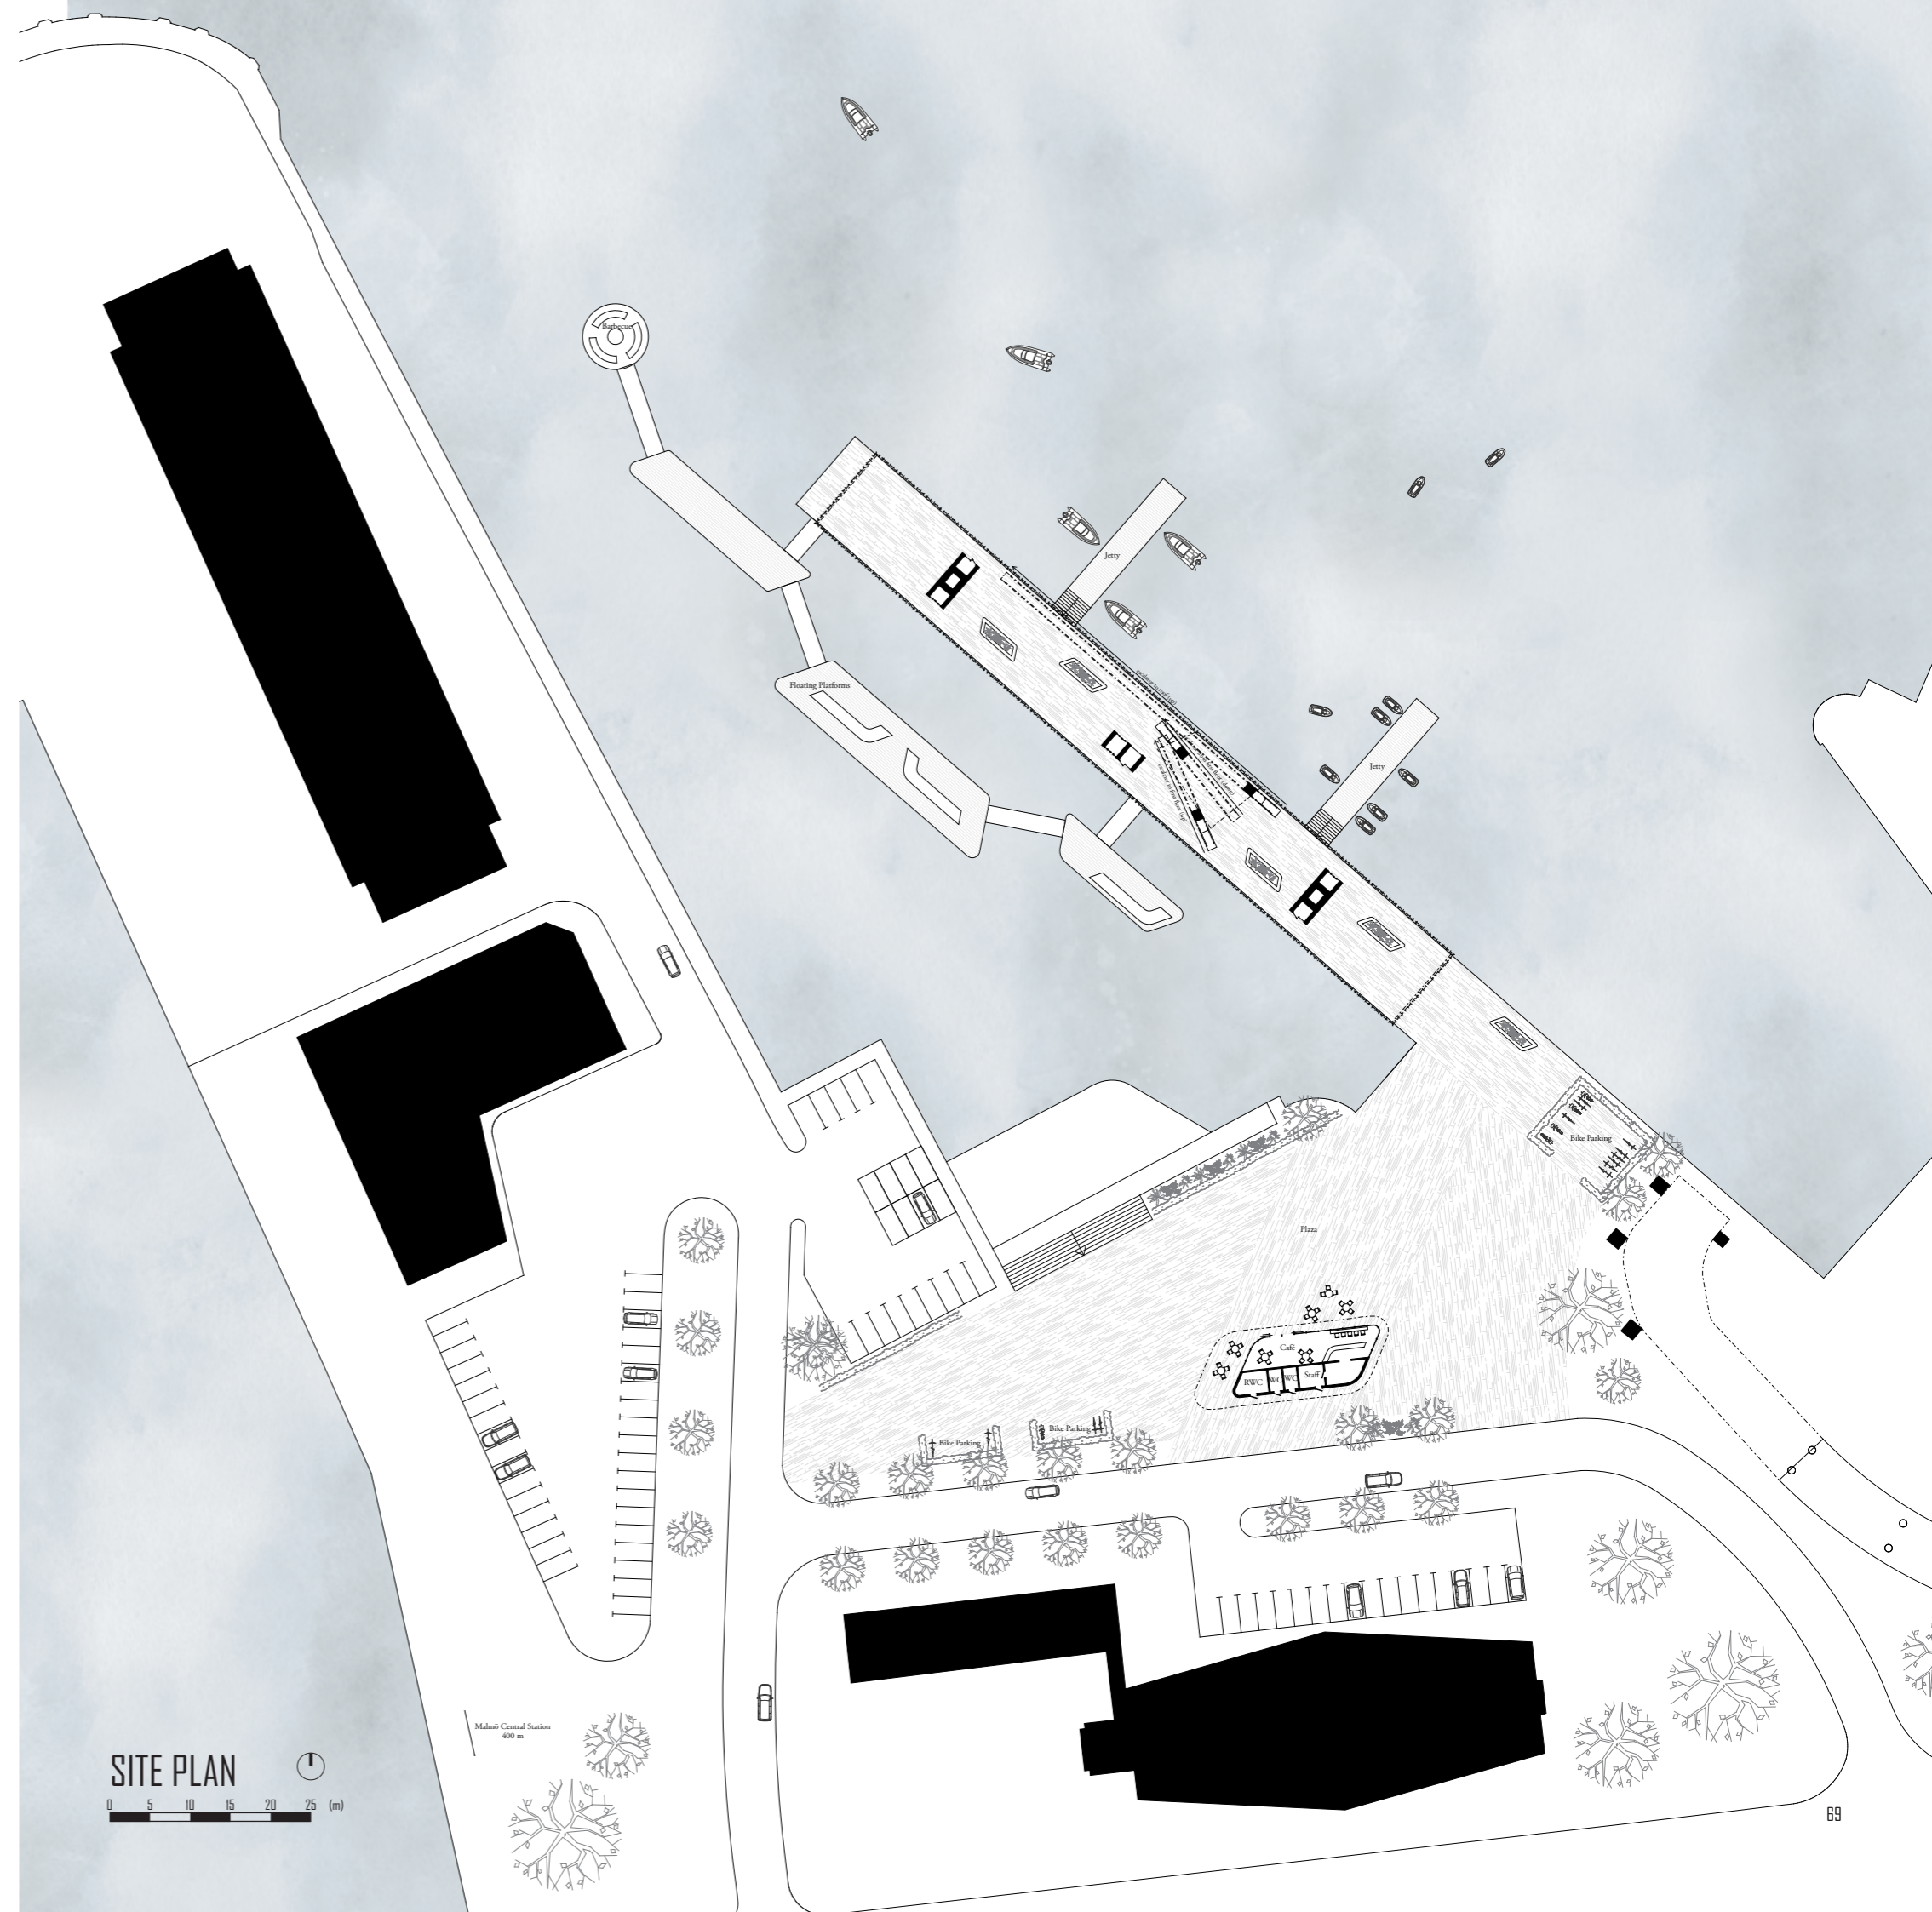 Barbecue
Jetty
Floating Platforms
Jetty
Bike Parking
Plaza
Café
RWC WC WC Staff
Bike Parking
Bike Parking
Malmö Central Station
400 m
SITE PLAN
0 5 10 15 20 25 (m)
69